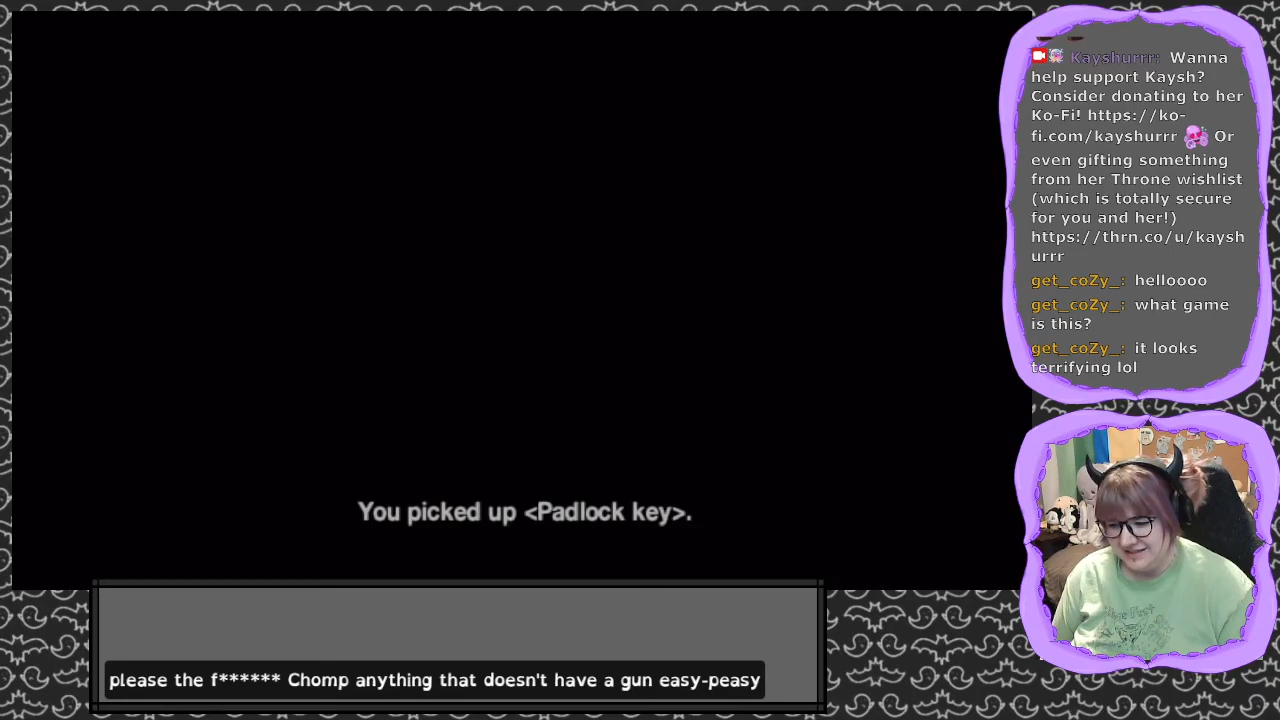 Kayshurrr: Wanna
help support Kaysh?
Consider donating to her
Ko-Fi! https://ko-
fi.com/kayshurrr Or
even gifting something
from her Throne wishlist
(which is totally secure
for you and her!)
https://thrn.co/u/kaysh
urrr
get_coZy_: helloooo
get_coZy_: what game
is this?
get_coZy_: it looks
terrifying lol
You picked up <Padlock key>.
please the f****** Chomp anything that doesn't have a gun easy-peasy